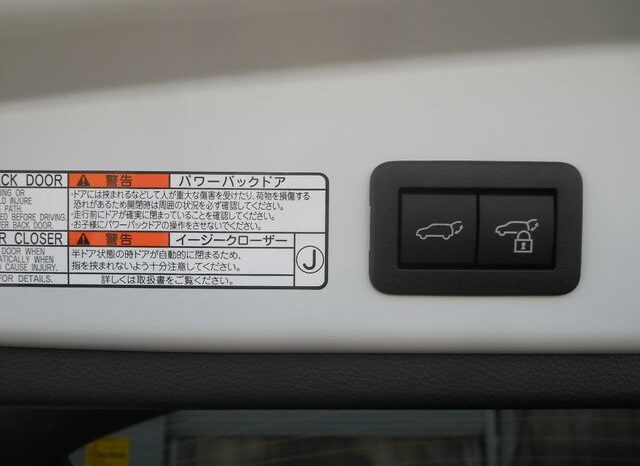 CK DOOR 警告 パワーバックドア
NING OR
LD INJURE
PATH.
ED BEFORE DRIVING.
ER BACK DOOR.
・ドアには挟まれるなどして人が重大な傷害を受けたり、荷物を損傷する
恐れがあるため開閉時は周囲の状況を必ず確認してください。
・走行前にドアが確実に閉まっていることを確認してください。
・お子様にパワーバックドアの操作をさせないでください。
R CLOSER 警告 イージークローザー
DOORS WHEN
MATICALLY WHEN
O CAUSE INJURY.
半ドア状態の時ドアが自動的に閉まるため、
指を挟まれないよう十分注意してください。
J
FOR DETAILS. 詳しくは取扱書をご覧ください。